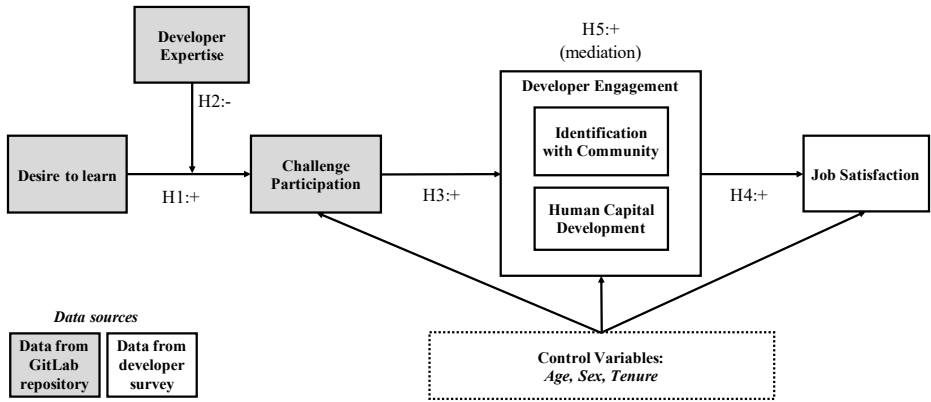 Developer
Expertise
H2:-
Desire to learn
H1:+
Challenge
Participation
H3:+
H5:+
(mediation)
Developer Engagement
Identification
with Community
Human Capital
Development
H4:+
Job Satisfaction
Control Variables:
Age, Sex, Tenure
Data sources
Data from
GitLab
repository
Data from
developer
survey